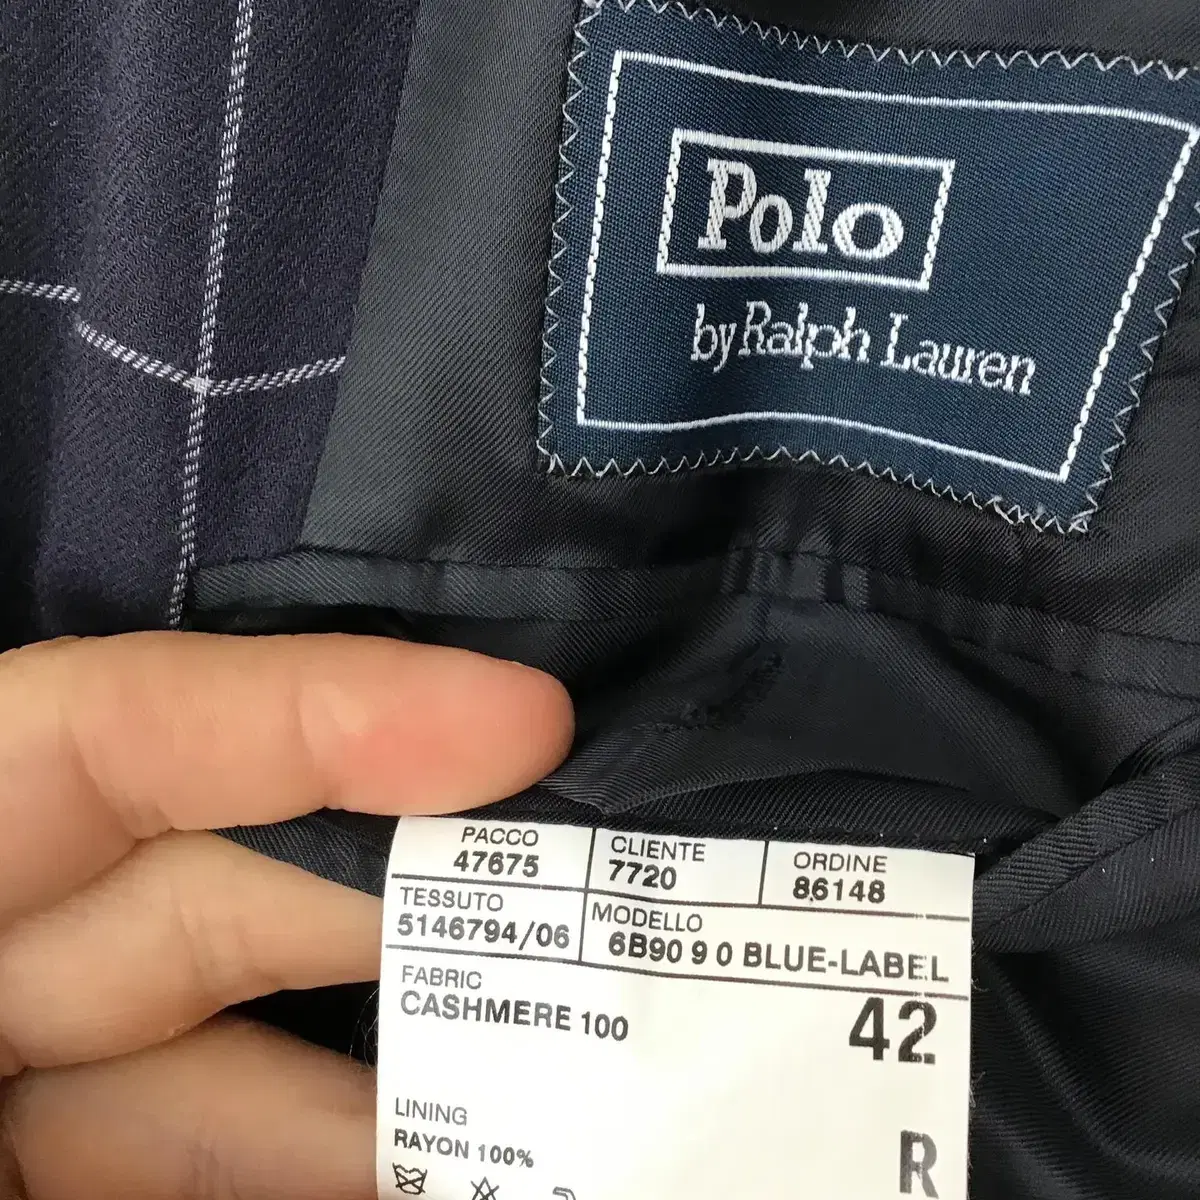 Polo
by Ralph Lauren
PACCO
47675
CLIENTE
7720
ORDINE
86148
TESSUTO
5146794/06
MODELLO
6B90 9 0 BLUE-LABEL
FABRIC
CASHMERE 100
42
LINING
RAYON 100%
R